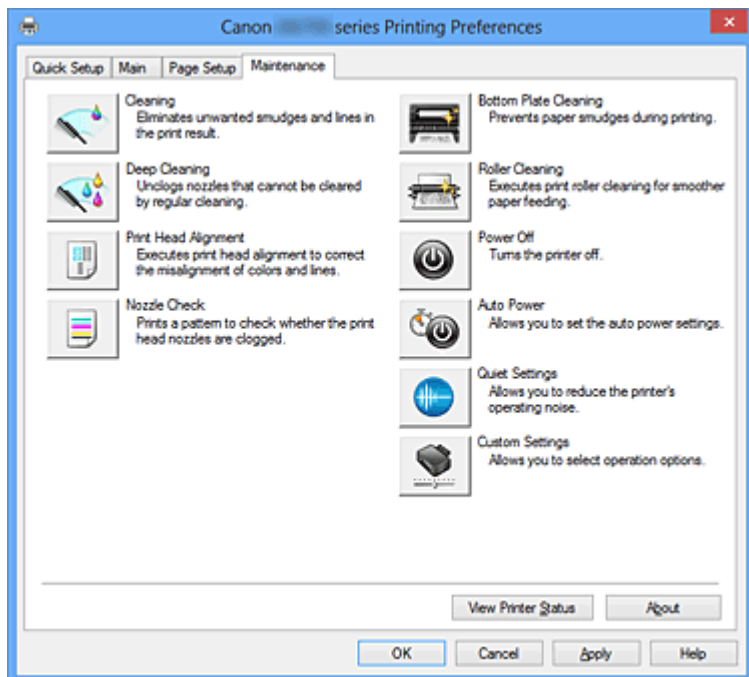 Canon series Printing Preferences
Quick Setup Main Page Setup Maintenance
Cleaning
Eliminates unwanted smudges and lines in
the print result.
Deep Cleaning
Unclogs nozzles that cannot be cleared
by regular cleaning.
Print Head Alignment
Executes print head alignment to correct
the misalignment of colors and lines.
Nozzle Check
Prints a pattern to check whether the print
head nozzles are clogged.
Bottom Plate Cleaning
Prevents paper smudges during printing.
Roller Cleaning
Executes print roller cleaning for smoother
paper feeding.
Power Off
Turns the printer off.
Auto Power
Allows you to set the auto power settings.
Quiet Settings
Allows you to reduce the printer's
operating noise.
Custom Settings
Allows you to select operation options.
View Printer Status About
OK Cancel Apply Help